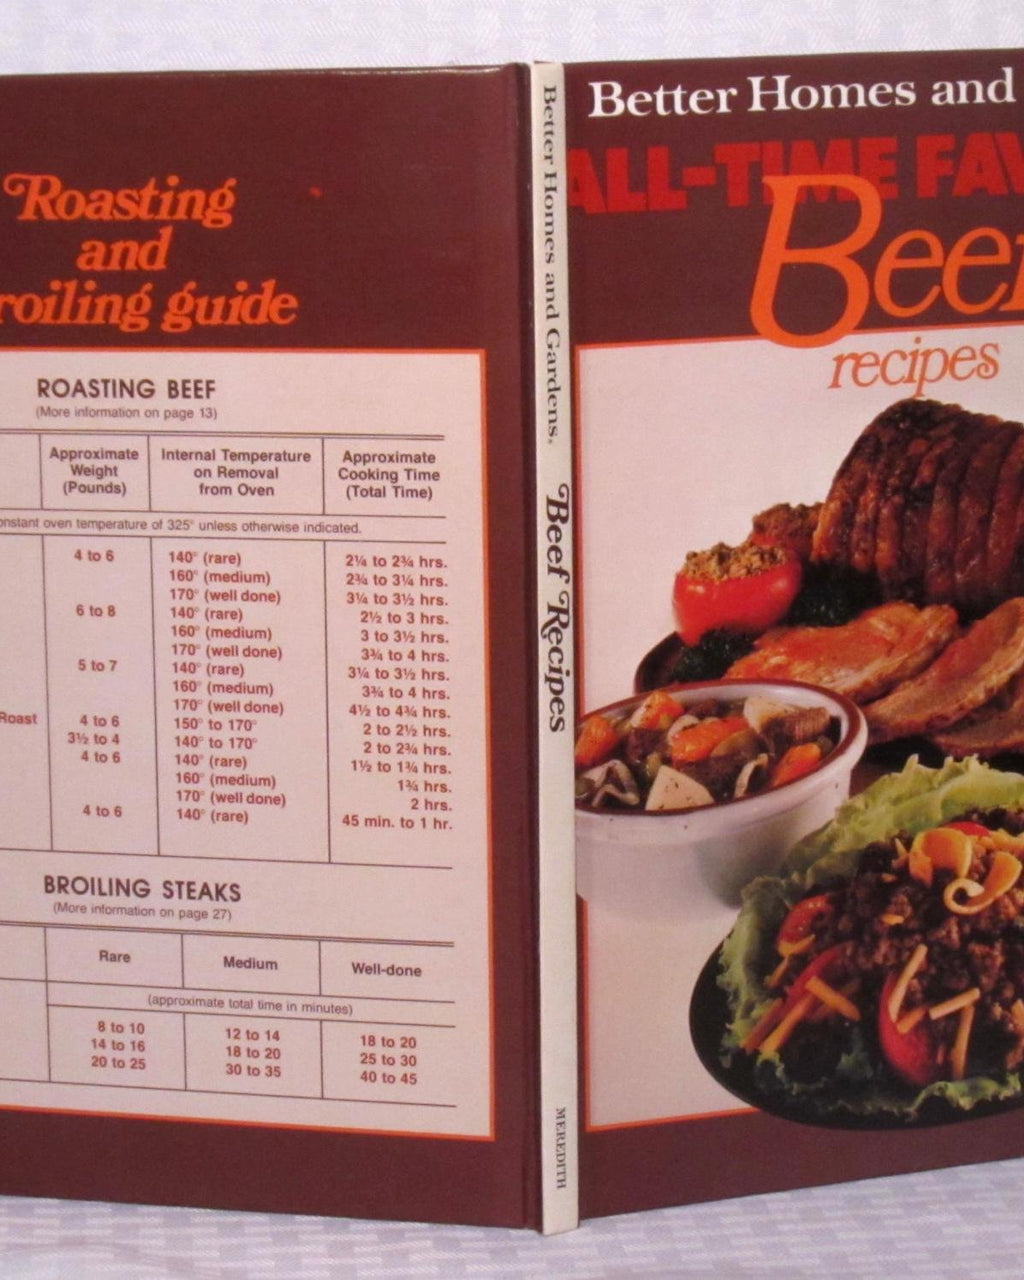 Roasting
and
roiling guide
ROASTING BEEF
(More information on page 13)
Approximate Weight (Pounds) Internal Temperature on Removal from Oven Approximate Cooking Time (Total Time)
onstant oven temperature of 325° unless otherwise indicated.
4 to 6 140° (rare) 2¼ to 2¾ hrs.
160° (medium) 2¾ to 3¼ hrs.
170° (well done) 3¼ to 3½ hrs.
6 to 8 140° (rare) 2½ to 3 hrs.
160° (medium) 3 to 3½ hrs.
170° (well done) 3¾ to 4 hrs.
5 to 7 140° (rare) 3¼ to 3½ hrs.
160° (medium) 3¾ to 4 hrs.
170° (well done) 4½ to 4¾ hrs.
Roast 4 to 6 150° to 170° 2 to 2½ hrs.
3½ to 4 140° to 170° 2 to 2¾ hrs.
4 to 6 140° (rare) 1½ to 1¾ hrs.
160° (medium) 1¾ hrs.
170° (well done) 2 hrs.
4 to 6 140° (rare) 45 min. to 1 hr.
BROILING STEAKS
(More information on page 27)
Rare Medium Well-done
(approximate total time in minutes)
8 to 10 12 to 14 18 to 20
14 to 16 18 to 20 25 to 30
20 to 25 30 to 35 40 to 45
Better Homes and Gardens® Beef Recipes MEREDITH
Better Homes and
ALL-TIME FAV
Beef
recipes